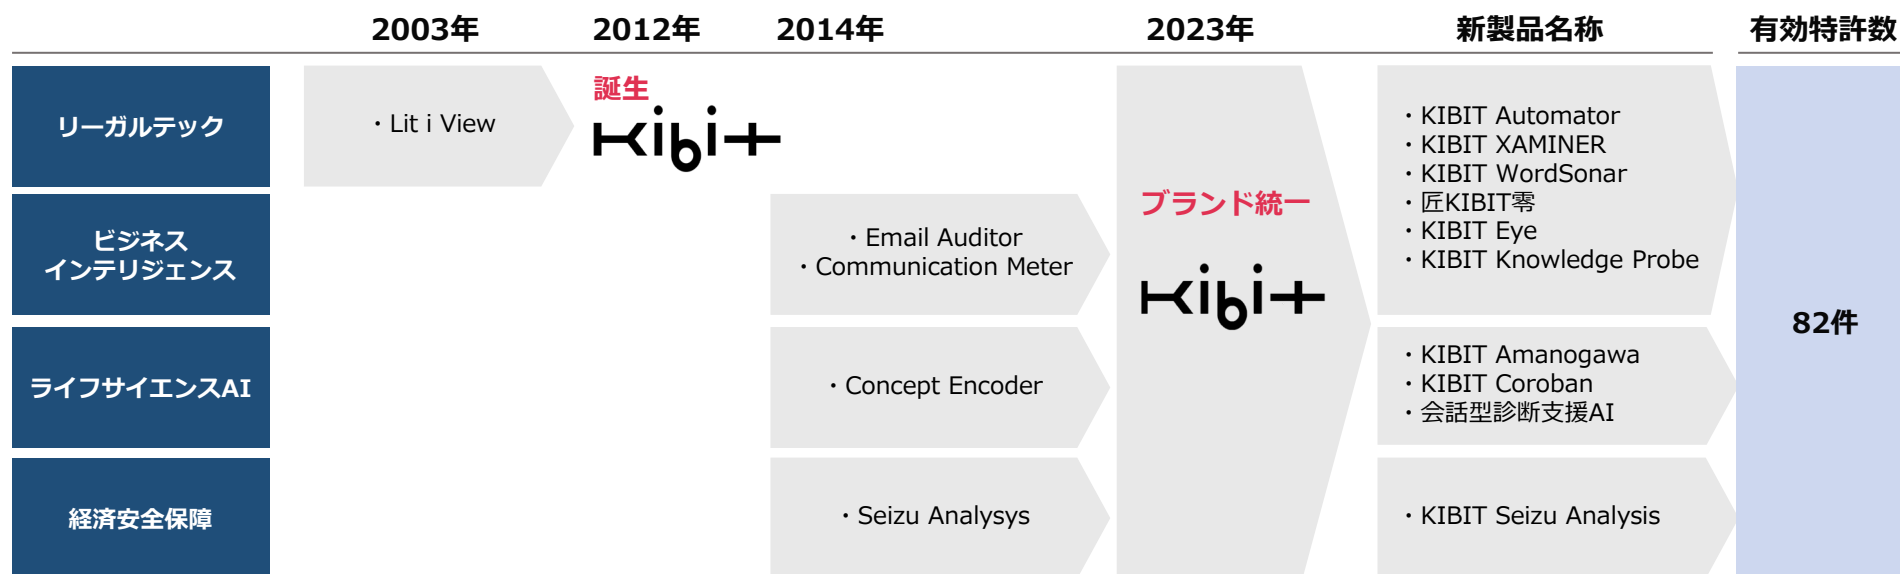 2003年 2012年 2014年 2023年 新製品名称 有効特許数
リーガルテック
・Lit i View
誕生
kibit
ビジネス
インテリジェンス
・Email Auditor
・Communication Meter
ブランド統一
kibit
・KIBIT Automator
・KIBIT XAMINER
・KIBIT WordSonar
・匠KIBIT零
・KIBIT Eye
・KIBIT Knowledge Probe
82件
ライフサイエンスAI
・Concept Encoder
・KIBIT Amanogawa
・KIBIT Coroban
・会話型診断支援AI
経済安全保障
・Seizu Analysys
・KIBIT Seizu Analysis